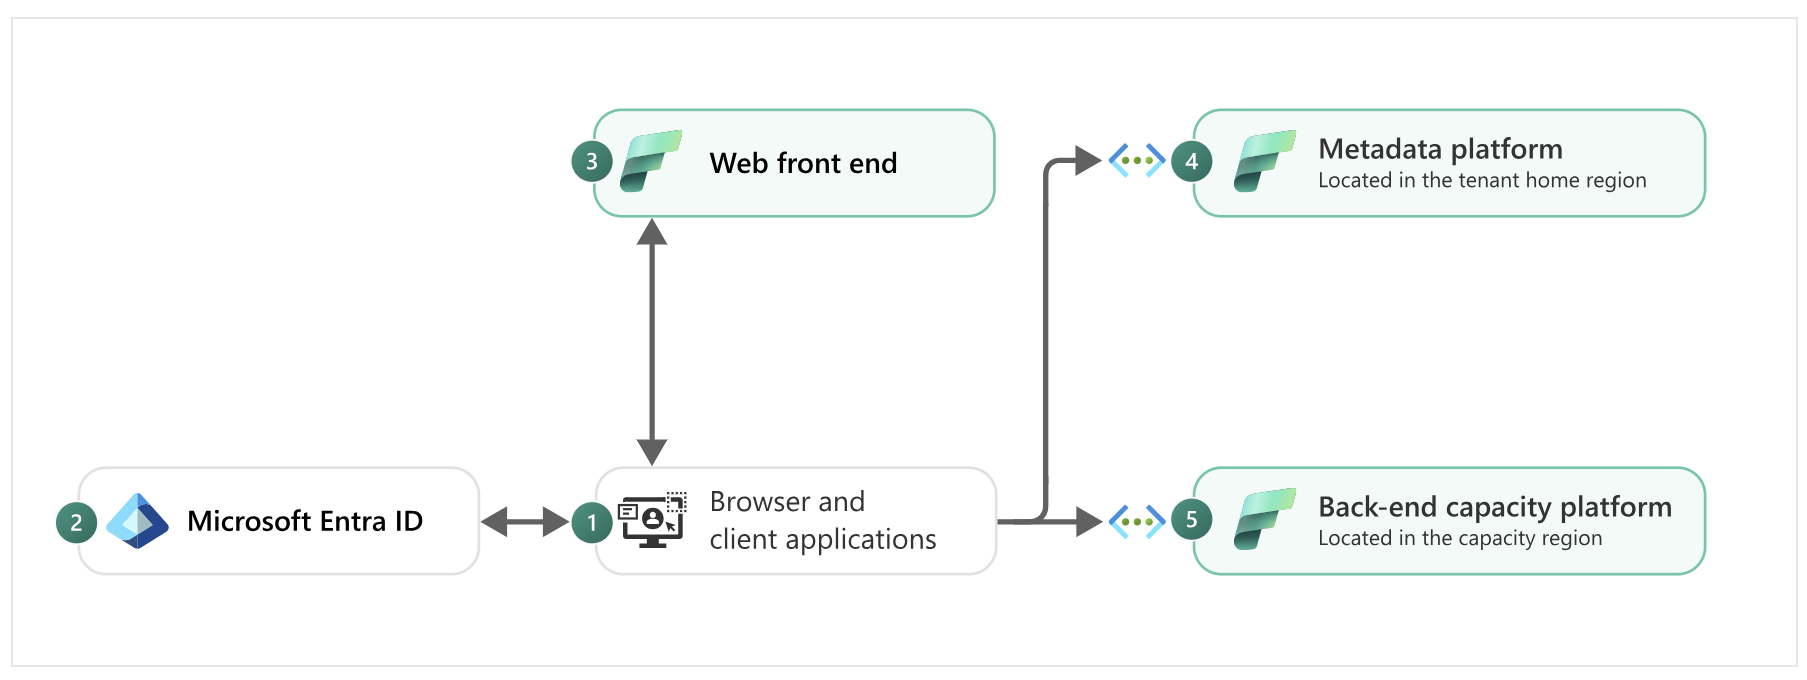 3
Web front end
4
Metadata platform
Located in the tenant home region
2
Microsoft Entra ID
1
Browser and
client applications
5
Back-end capacity platform
Located in the capacity region